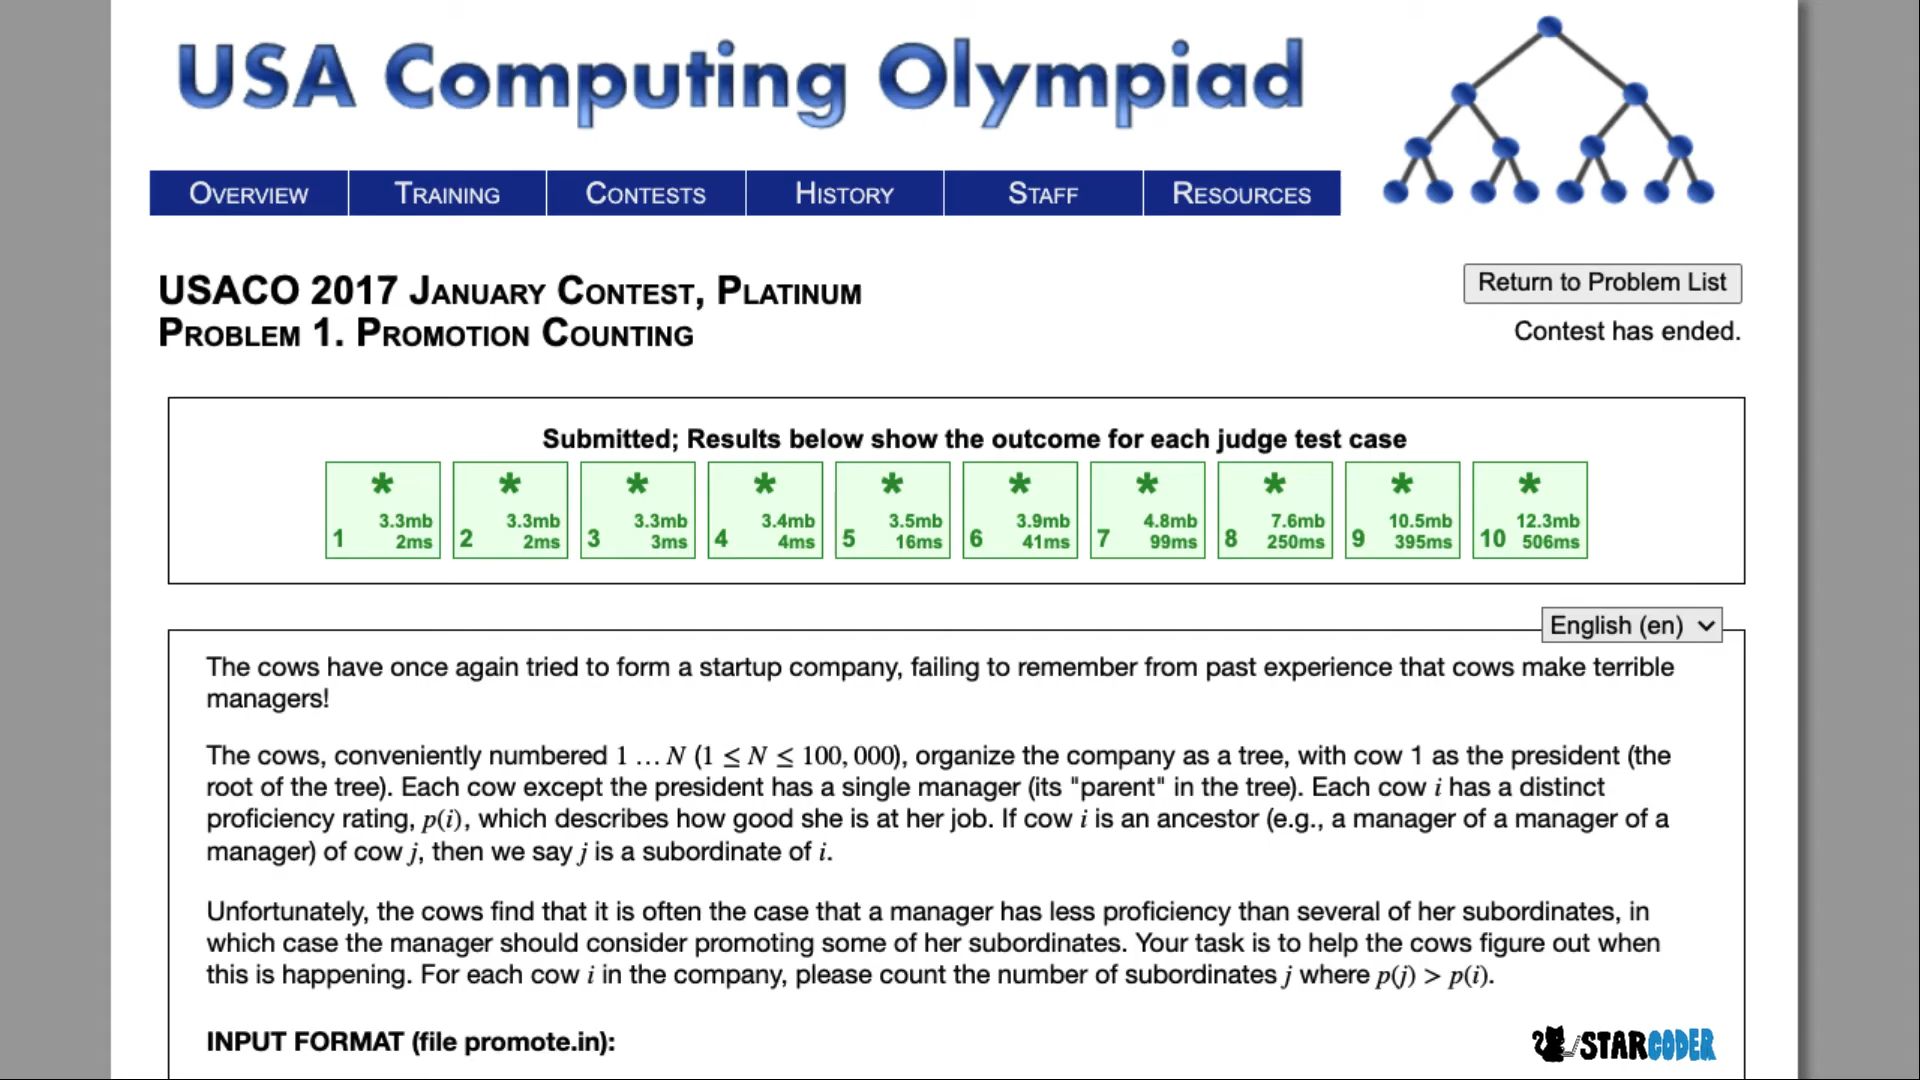 USA Computing Olympiad
OVERVIEW TRAINING CONTESTS HISTORY STAFF RESOURCES
USACO 2017 JANUARY CONTEST, PLATINUM
PROBLEM 1. PROMOTION COUNTING
Return to Problem List
Contest has ended.
Submitted; Results below show the outcome for each judge test case
* * * * * * * * * *
3.3mb 3.3mb 3.3mb 3.4mb 3.5mb 3.9mb 4.8mb 7.6mb 10.5mb 12.3mb
1 2ms 2 2ms 3 3ms 4 4ms 5 16ms 6 41ms 7 99ms 8 250ms 9 395ms 10 506ms
English (en)
The cows have once again tried to form a startup company, failing to remember from past experience that cows make terrible
managers!
The cows, conveniently numbered 1 … N (1 ≤ N ≤ 100, 000), organize the company as a tree, with cow 1 as the president (the
root of the tree). Each cow except the president has a single manager (its "parent" in the tree). Each cow i has a distinct
proficiency rating, p(i), which describes how good she is at her job. If cow i is an ancestor (e.g., a manager of a manager of a
manager) of cow j, then we say j is a subordinate of i.
Unfortunately, the cows find that it is often the case that a manager has less proficiency than several of her subordinates, in
which case the manager should consider promoting some of her subordinates. Your task is to help the cows figure out when
this is happening. For each cow i in the company, please count the number of subordinates j where p(j) > p(i).
INPUT FORMAT (file promote.in):
STARCODER